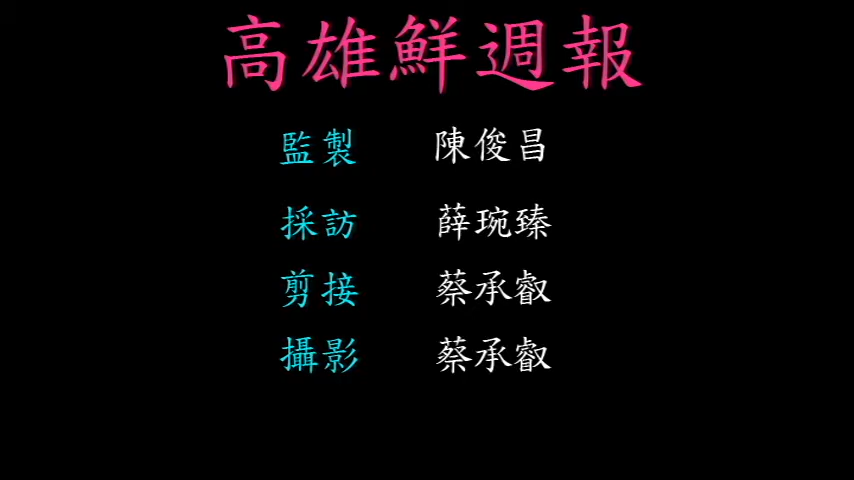 高雄鮮週報
監製 陳俊昌
採訪 薛琬臻
剪接 蔡承叡
攝影 蔡承叡